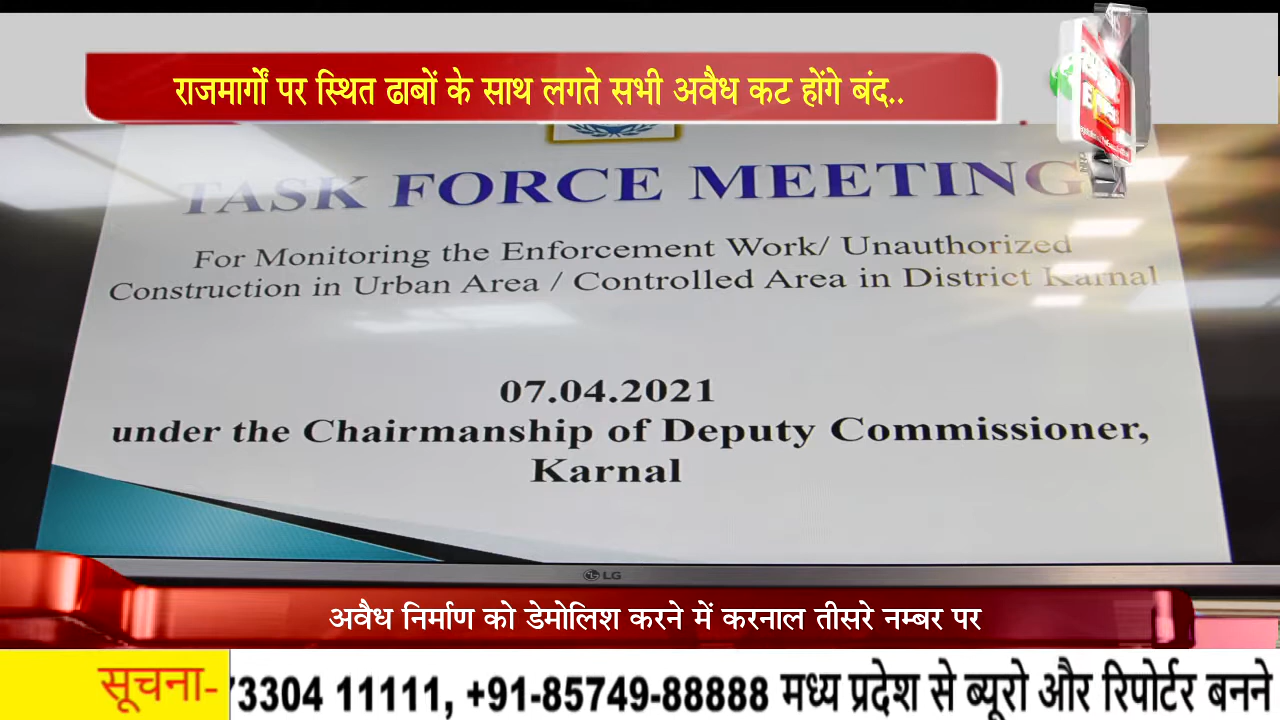 राजमार्गों पर स्थित ढाबों के साथ लगते सभी अवैध कट होंगे बंद..
TASK FORCE MEETING
For Monitoring the Enforcement Work/ Unauthorized
Construction in Urban Area / Controlled Area in District Karnal
07.04.2021
under the Chairmanship of Deputy Commissioner,
Karnal
LG
अवैध निर्माण को डेमोलिश करने में करनाल तीसरे नम्बर पर
सूचना- 73304 11111, +91-85749-88888 मध्य प्रदेश से ब्यूरो और रिपोर्टर बनने